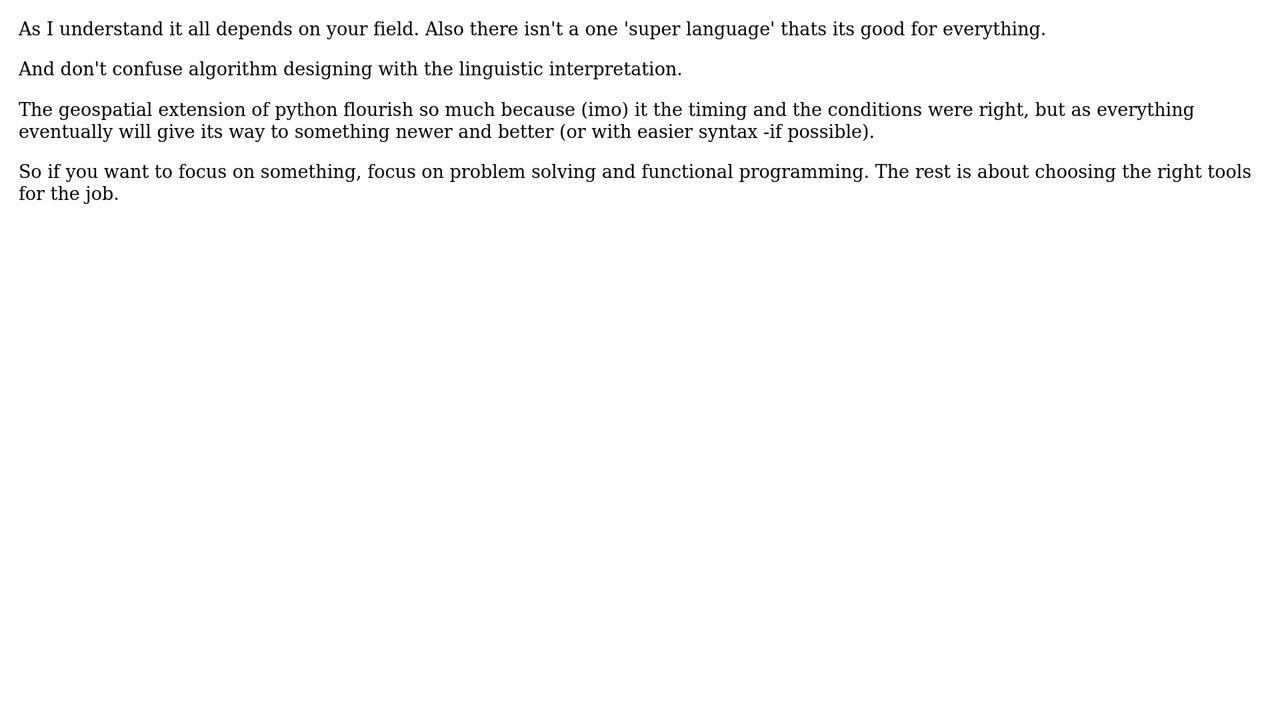 As I understand it all depends on your field. Also there isn't a one 'super language' thats its good for everything.
And don't confuse algorithm designing with the linguistic interpretation.
The geospatial extension of python flourish so much because (imo) it the timing and the conditions were right, but as everything
eventually will give its way to something newer and better (or with easier syntax -if possible).
So if you want to focus on something, focus on problem solving and functional programming. The rest is about choosing the right tools
for the job.